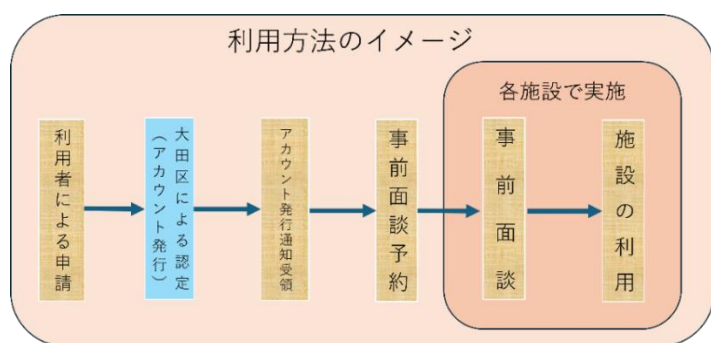 利用方法のイメージ
各施設で実施
利用者による申請
大田区による認定
（アカウント発行）
アカウント発行通知受領
事前面談予約
事前面談
施設の利用